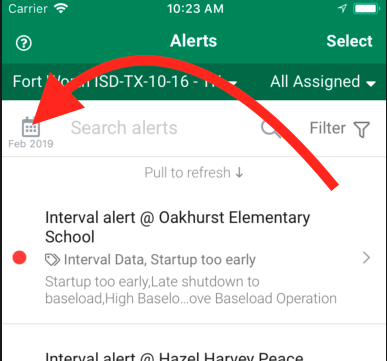 Carrier 10:23 AM
Alerts Select
Fort W ISD-TX-10-16 - All Assigned
Feb 2019 Search alerts Filter
Pull to refresh ↓
Interval alert @ Oakhurst Elementary
School
Interval Data, Startup too early
Startup too early,Late shutdown to
baseload,High Baselo...ove Baseload Operation
Interval alert @ Hazel Harvey Peace